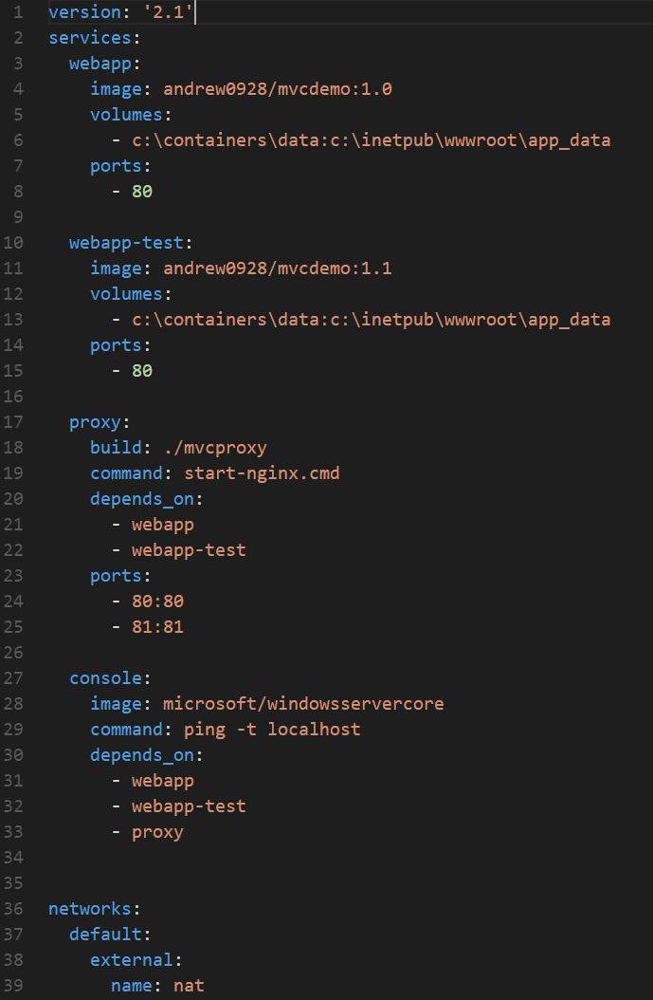 1 version: '2.1'
2 services:
3   webapp:
4     image: andrew0928/mvcdemo:1.0
5     volumes:
6       - c:\containers\data:c:\inetpub\wwwroot\app_data
7     ports:
8       - 80
9
10   webapp-test:
11     image: andrew0928/mvcdemo:1.1
12     volumes:
13       - c:\containers\data:c:\inetpub\wwwroot\app_data
14     ports:
15       - 80
16
17   proxy:
18     build: ./mvcproxy
19     command: start-nginx.cmd
20     depends_on:
21       - webapp
22       - webapp-test
23     ports:
24       - 80:80
25       - 81:81
26
27   console:
28     image: microsoft/windowsservercore
29     command: ping -t localhost
30     depends_on:
31       - webapp
32       - webapp-test
33       - proxy
34
35
36 networks:
37   default:
38     external:
39       name: nat